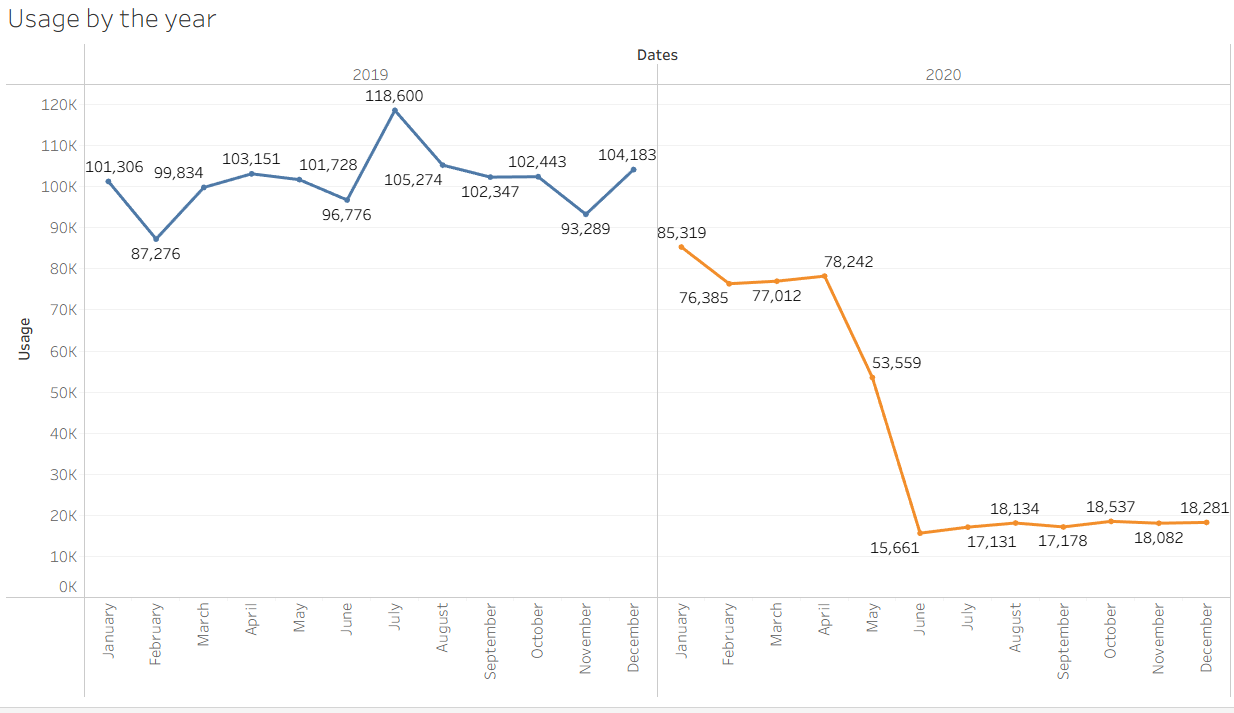 Usage by the year
Dates
2019 2020
120K
110K
100K
90K
80K
70K
60K
50K
40K
30K
20K
10K
0K
Usage
101,306
87,276
99,834
103,151
101,728
96,776
118,600
105,274
102,347
102,443
93,289
104,183
85,319
76,385
77,012
78,242
53,559
15,661
17,131
18,134
17,178
18,537
18,082
18,281
January
February
March
April
May
June
July
August
September
October
November
December
January
February
March
April
May
June
July
August
September
October
November
December